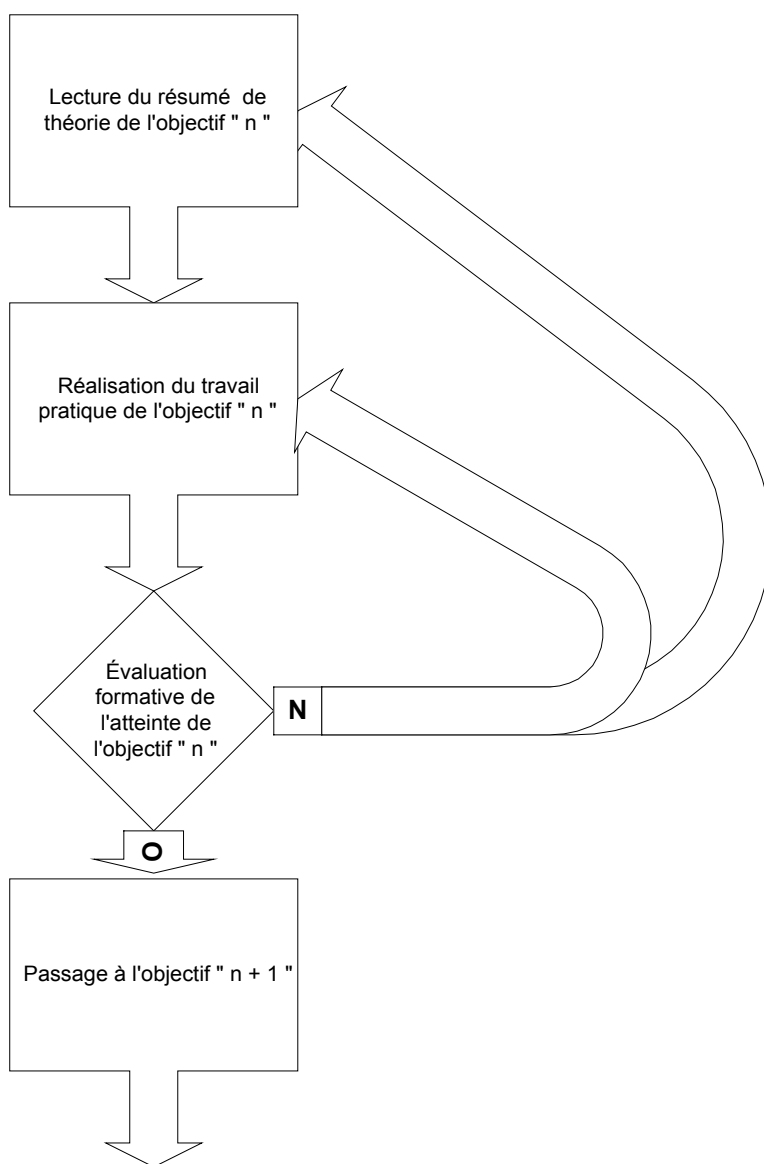 Lecture du résumé de
théorie de l'objectif " n "
Réalisation du travail
pratique de l'objectif " n "
Évaluation
formative de
l'atteinte de
l'objectif " n "
N
O
Passage à l'objectif " n + 1 "